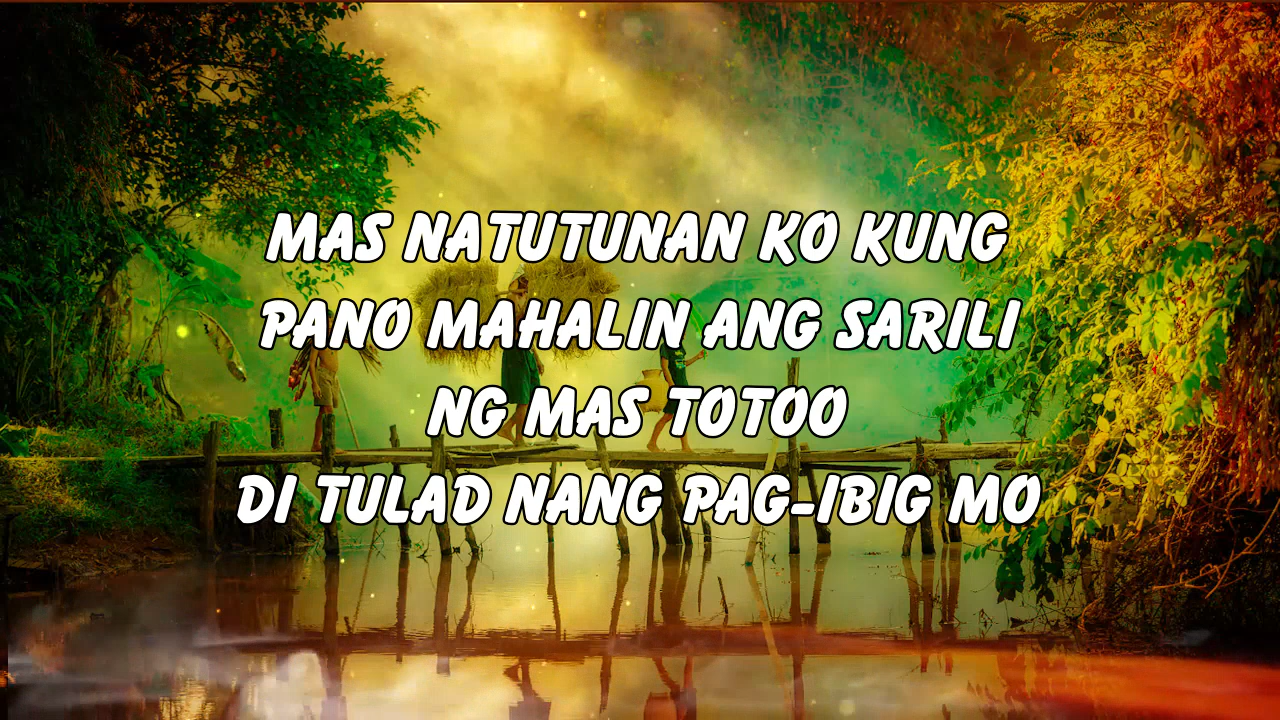 MAS NATUTUNAN KO KUNG
PANO MAHALIN ANG SARILI
NG MAS TOTOO
DI TULAD NANG PAG-IBIG MO